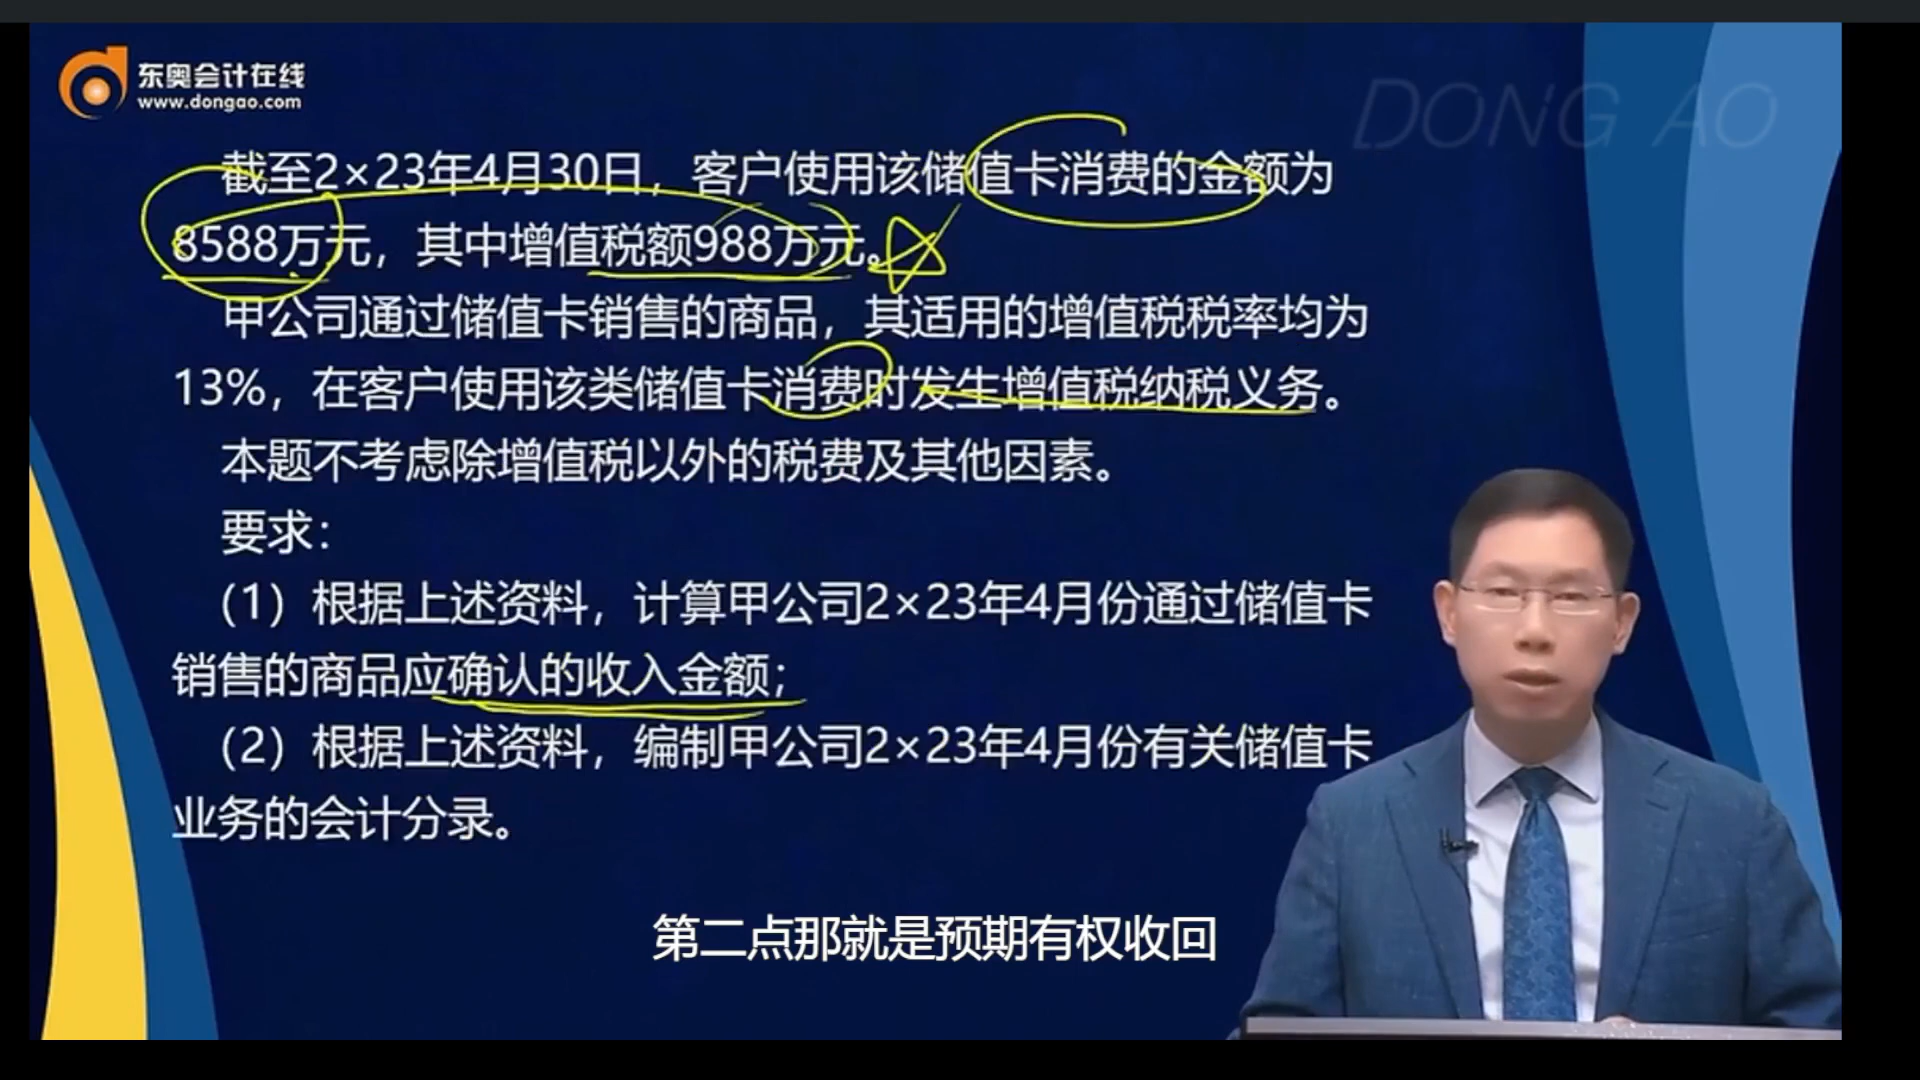 东奥会计在线
www.dongao.com
DONG AO
截至2×23年4月30日，客户使用该储值卡消费的金额为
8588万元，其中增值税额988万元。
甲公司通过储值卡销售的商品，其适用的增值税税率均为
13%，在客户使用该类储值卡消费时发生增值税纳税义务。
本题不考虑除增值税以外的税费及其他因素。
要求：
（1）根据上述资料，计算甲公司2×23年4月份通过储值卡
销售的商品应确认的收入金额；
（2）根据上述资料，编制甲公司2×23年4月份有关储值卡
业务的会计分录。
第二点那就是预期有权收回